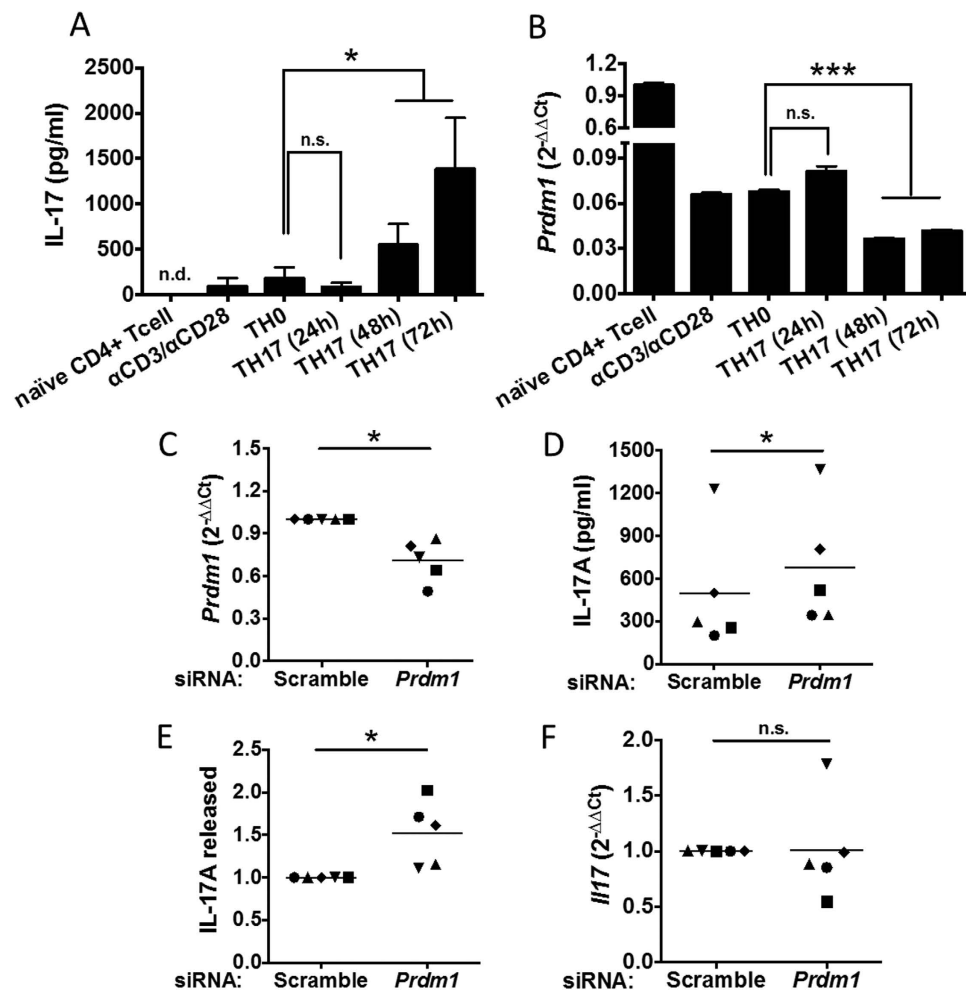 A
IL-17 (pg/ml)
2500
2000
1500
1000
500
0
n.d.
n.s.
*
naïve CD4+ Tcell
αCD3/αCD28
TH0
TH17 (24h)
TH17 (48h)
TH17 (72h)
B
Prdm1 (2-ΔΔCt)
1.2
0.9
0.6
0.09
0.06
0.03
0.00
n.s.
***
naïve CD4+ Tcell
αCD3/αCD28
TH0
TH17 (24h)
TH17 (48h)
TH17 (72h)
C
Prdm1 (2-ΔΔCt)
1.5
1.2
0.9
0.6
0.3
0.0
*
siRNA: Scramble Prdm1
D
IL-17A (pg/ml)
1500
1200
900
600
300
0
*
siRNA: Scramble Prdm1
E
IL-17A released
2.5
2.0
1.5
1.0
0.5
0.0
*
siRNA: Scramble Prdm1
F
Il17 (2-ΔΔCt)
2.0
1.5
1.0
0.5
0.0
n.s.
siRNA: Scramble Prdm1